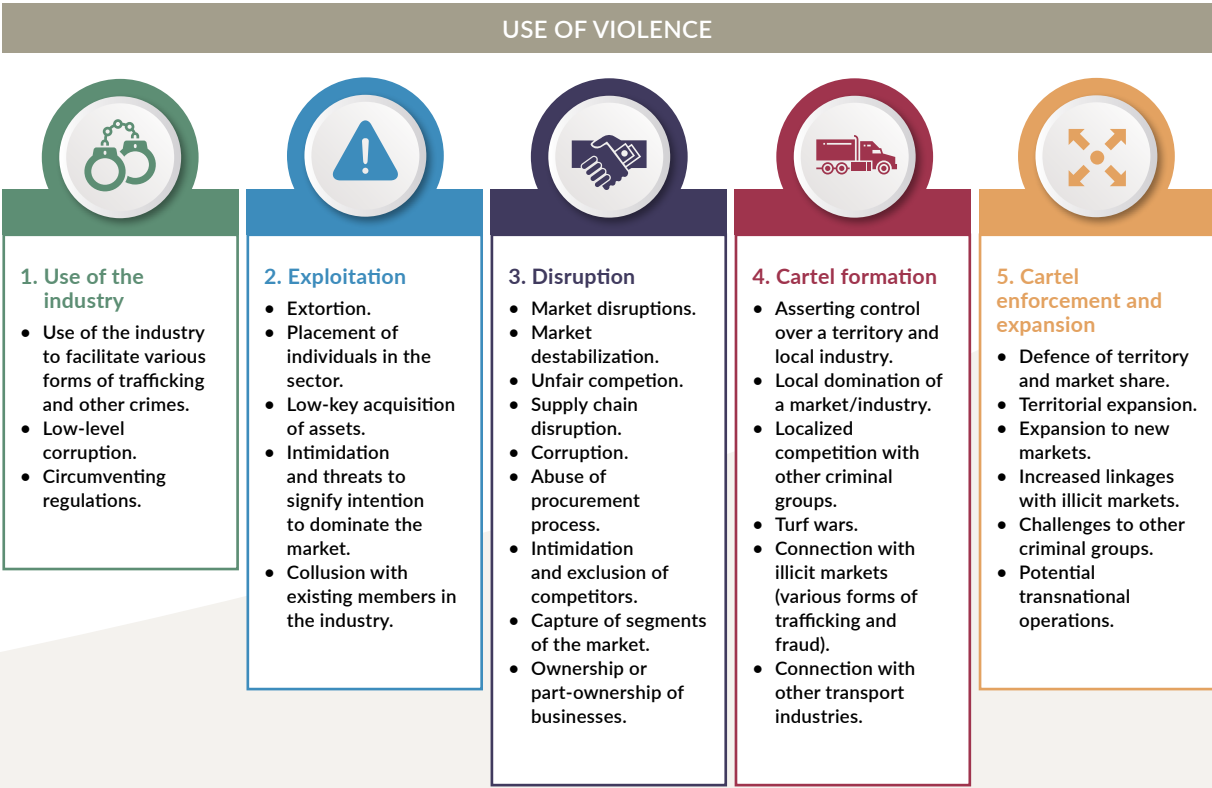 USE OF VIOLENCE
1. Use of the
industry
• Use of the industry
to facilitate various
forms of trafficking
and other crimes.
• Low-level
corruption.
• Circumventing
regulations.
2. Exploitation
• Extortion.
• Placement of
individuals in the
sector.
• Low-key acquisition
of assets.
• Intimidation
and threats to
signify intention
to dominate the
market.
• Collusion with
existing members in
the industry.
3. Disruption
• Market disruptions.
• Market
destabilization.
• Unfair competion.
• Supply chain
disruption.
• Corruption.
• Abuse of
procurement
process.
• Intimidation
and exclusion of
competitors.
• Capture of segments
of the market.
• Ownership or
part-ownership of
businesses.
4. Cartel formation
• Asserting control
over a territory and
local industry.
• Local domination of
a market/industry.
• Localized
competition with
other criminal
groups.
• Turf wars.
• Connection with
illicit markets
(various forms of
trafficking and
fraud).
• Connection with
other transport
industries.
5. Cartel
enforcement and
expansion
• Defence of territory
and market share.
• Territorial expansion.
• Expansion to new
markets.
• Increased linkages
with illicit markets.
• Challenges to other
criminal groups.
• Potential
transnational
operations.